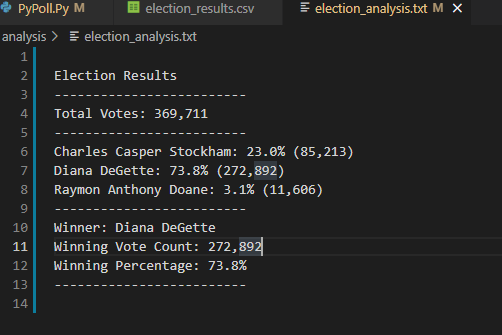 PyPoll.Py M election_results.csv election_analysis.txt M ×
analysis > election_analysis.txt
1
2 Election Results
3 -------------------------
4 Total Votes: 369,711
5 -------------------------
6 Charles Casper Stockham: 23.0% (85,213)
7 Diana DeGette: 73.8% (272,892)
8 Raymon Anthony Doane: 3.1% (11,606)
9 -------------------------
10 Winner: Diana DeGette
11 Winning Vote Count: 272,892
12 Winning Percentage: 73.8%
13 -------------------------
14